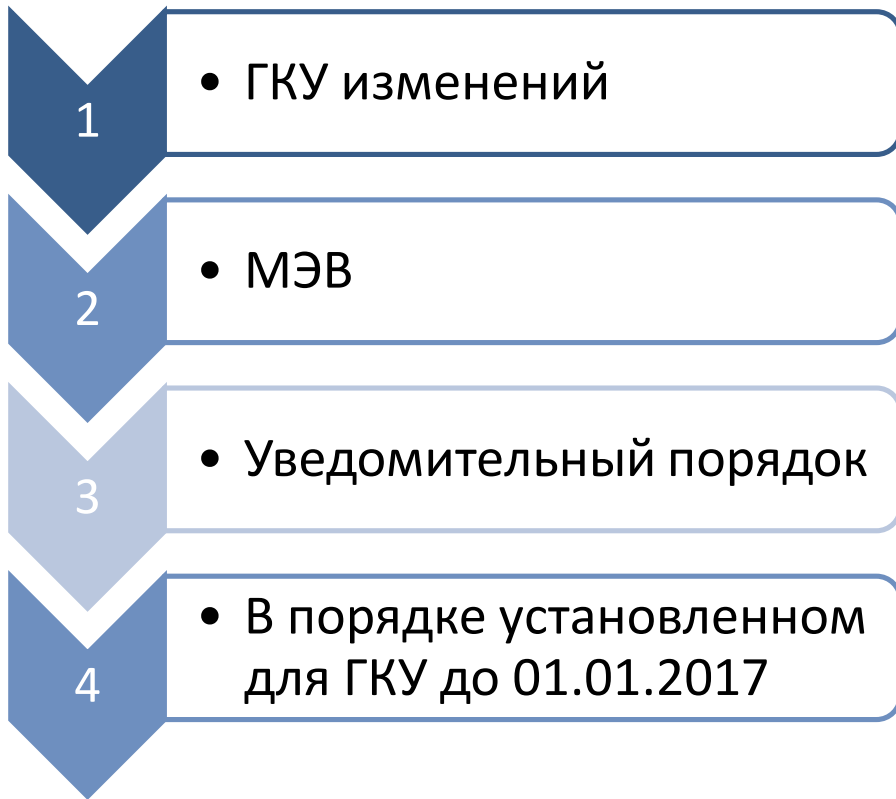 1
• ГКУ изменений
2
• МЭВ
3
• Уведомительный порядок
4
• В порядке установленном
для ГКУ до 01.01.2017